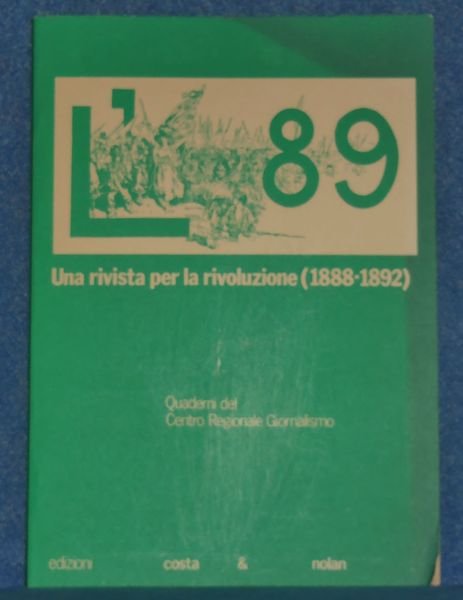 L'89
Una rivista per la rivoluzione (1888-1892)
Quaderni del
Centro Regionale Giornalismo
edizioni costa & nolan